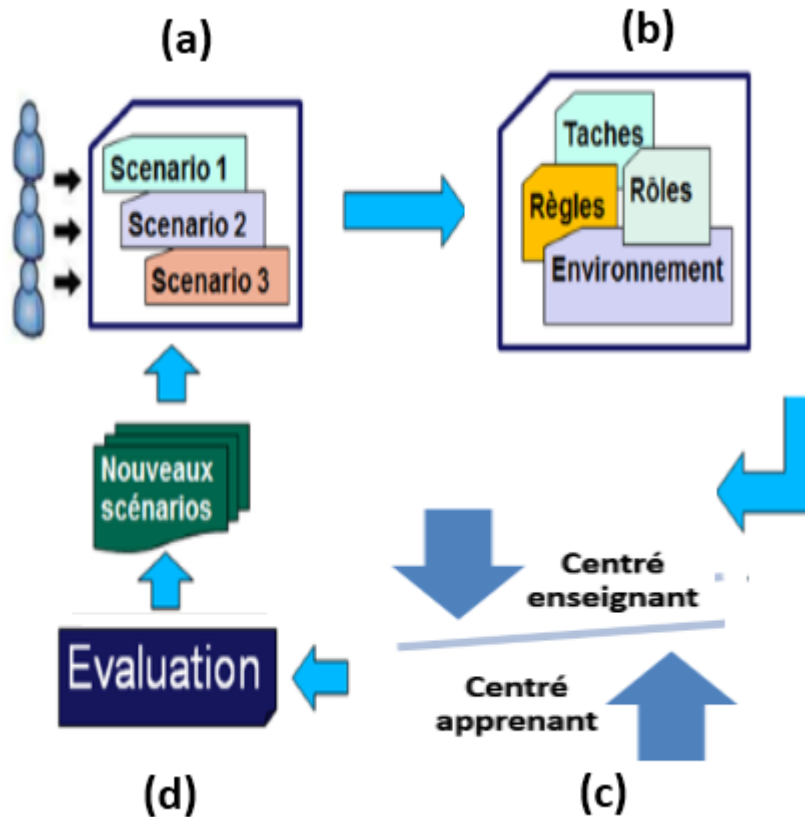 (a)
(b)
Scenario 1
Scenario 2
Scenario 3
Taches
Règles
Rôles
Environnement
Nouveaux
scénarios
Centré
enseignant
Centré
apprenant
Evaluation
(d)
(c)